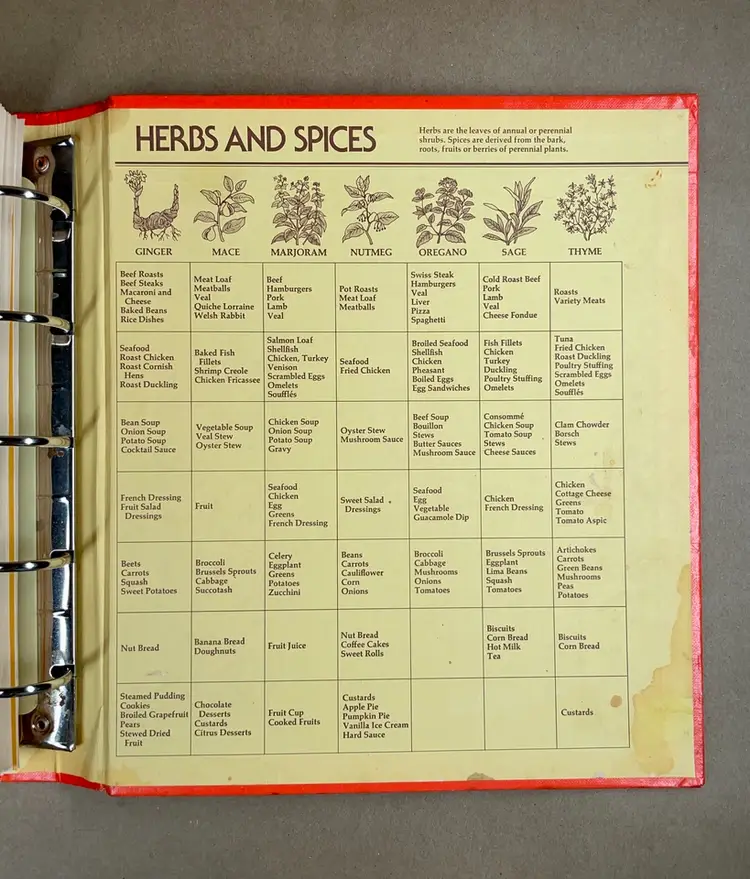 HERBS AND SPICES
Herbs are the leaves of annual or perennial
shrubs. Spices are derived from the bark,
roots, fruits or berries of perennial plants.
GINGER
MACE
MARJORAM
NUTMEG
OREGANO
SAGE
THYME
Beef Roasts
Beef Steaks
Macaroni and
Cheese
Baked Beans
Rice Dishes
Meat Loaf
Meatballs
Veal
Quiche Lorraine
Welsh Rabbit
Beef
Hamburgers
Pork
Lamb
Veal
Pot Roasts
Meat Loaf
Meatballs
Swiss Steak
Hamburgers
Veal
Liver
Pizza
Spaghetti
Cold Roast Beef
Pork
Lamb
Veal
Cheese Fondue
Roasts
Variety Meats
Seafood
Roast Chicken
Roast Cornish
Hens
Roast Duckling
Baked Fish
Fillets
Shrimp Creole
Chicken Fricassee
Salmon Loaf
Shellfish
Chicken, Turkey
Venison
Scrambled Eggs
Omelets
Soufflés
Seafood
Fried Chicken
Broiled Seafood
Shellfish
Chicken
Pheasant
Boiled Eggs
Egg Sandwiches
Fish Fillets
Chicken
Turkey
Duckling
Poultry Stuffing
Omelets
Tuna
Fried Chicken
Roast Duckling
Poultry Stuffing
Scrambled Eggs
Omelets
Soufflés
Bean Soup
Onion Soup
Potato Soup
Cocktail Sauce
Vegetable Soup
Veal Stew
Oyster Stew
Chicken Soup
Onion Soup
Potato Soup
Gravy
Oyster Stew
Mushroom Sauce
Beef Soup
Bouillon
Stews
Butter Sauces
Mushroom Sauce
Consommé
Chicken Soup
Tomato Soup
Stews
Cheese Sauces
Clam Chowder
Borsch
Stews
French Dressing
Fruit Salad
Dressings
Fruit
Seafood
Chicken
Egg
Greens
French Dressing
Sweet Salad
Dressings
Seafood
Egg
Vegetable
Guacamole Dip
Chicken
French Dressing
Chicken
Cottage Cheese
Greens
Tomato
Tomato Aspic
Beets
Carrots
Squash
Sweet Potatoes
Broccoli
Brussels Sprouts
Cabbage
Succotash
Celery
Eggplant
Greens
Potatoes
Zucchini
Beans
Carrots
Cauliflower
Corn
Onions
Broccoli
Cabbage
Mushrooms
Onions
Tomatoes
Brussels Sprouts
Eggplant
Lima Beans
Squash
Tomatoes
Artichokes
Carrots
Green Beans
Mushrooms
Peas
Potatoes
Nut Bread
Banana Bread
Doughnuts
Fruit Juice
Nut Bread
Coffee Cakes
Sweet Rolls
Biscuits
Corn Bread
Hot Milk
Tea
Biscuits
Corn Bread
Steamed Pudding
Cookies
Broiled Grapefruit
Pears
Stewed Dried
Fruit
Chocolate
Desserts
Custards
Citrus Desserts
Fruit Cup
Cooked Fruits
Custards
Apple Pie
Pumpkin Pie
Vanilla Ice Cream
Hard Sauce
Custards